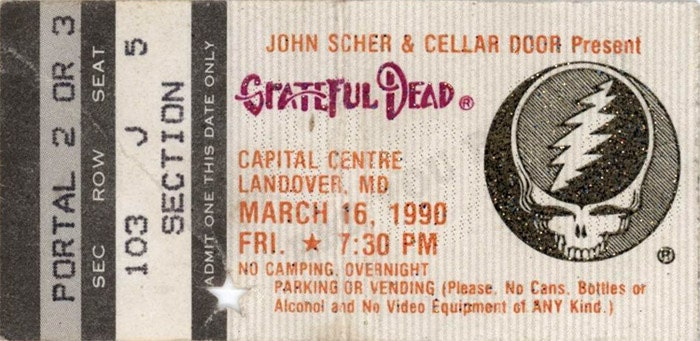 PORTAL 2 OR 3
SEC ROW / SEAT
103 J 5
SECTION
ADMIT ONE THIS DATE ONLY
JOHN SCHER & CELLAR DOOR Present
GRATEFUL DEAD ®
CAPITAL CENTRE
LANDOVER, MD
MARCH 16, 1990
FRI. ★ 7:30 PM
NO CAMPING, OVERNIGHT
PARKING OR VENDING (Please, No Cans, Bottles or
Alcohol and No Video Equipment of ANY Kind.)
®